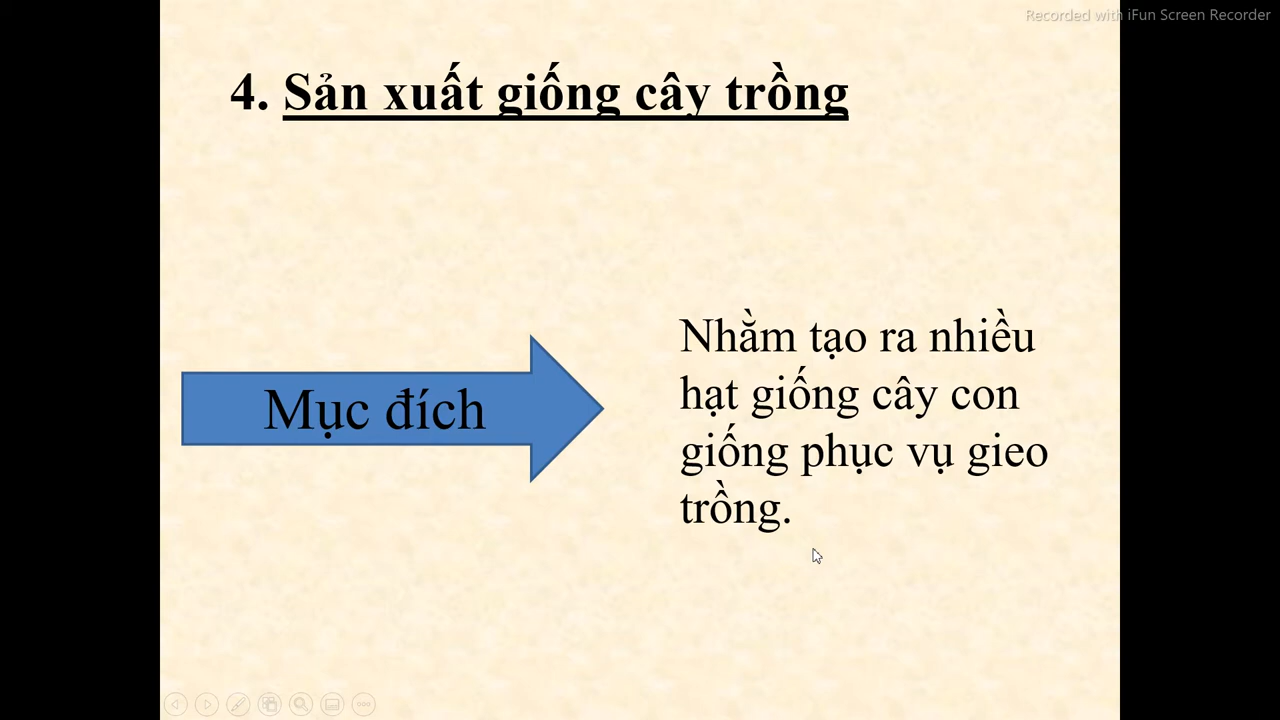 Recorded with iFun Screen Recorder
4. Sản xuất giống cây trồng
Mục đích
Nhằm tạo ra nhiều
hạt giống cây con
giống phục vụ gieo
trồng.